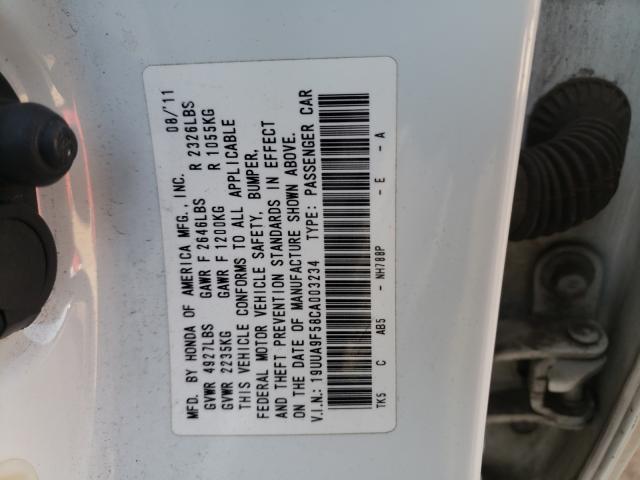 MFD. BY HONDA OF AMERICA MFG., INC. 08/'11
GVWR 4927LBS GAWR F 2646LBS R 2326LBS
GVWR 2235KG GAWR F 1200KG R 1055KG
THIS VEHICLE CONFORMS TO ALL APPLICABLE
FEDERAL MOTOR VEHICLE SAFETY, BUMPER,
AND THEFT PREVENTION STANDARDS IN EFFECT
ON THE DATE OF MANUFACTURE SHOWN ABOVE.
V.I.N.: 19UUA9F58CA003234 TYPE: PASSENGER CAR
TK5 C AB5 - NH788P - E - A